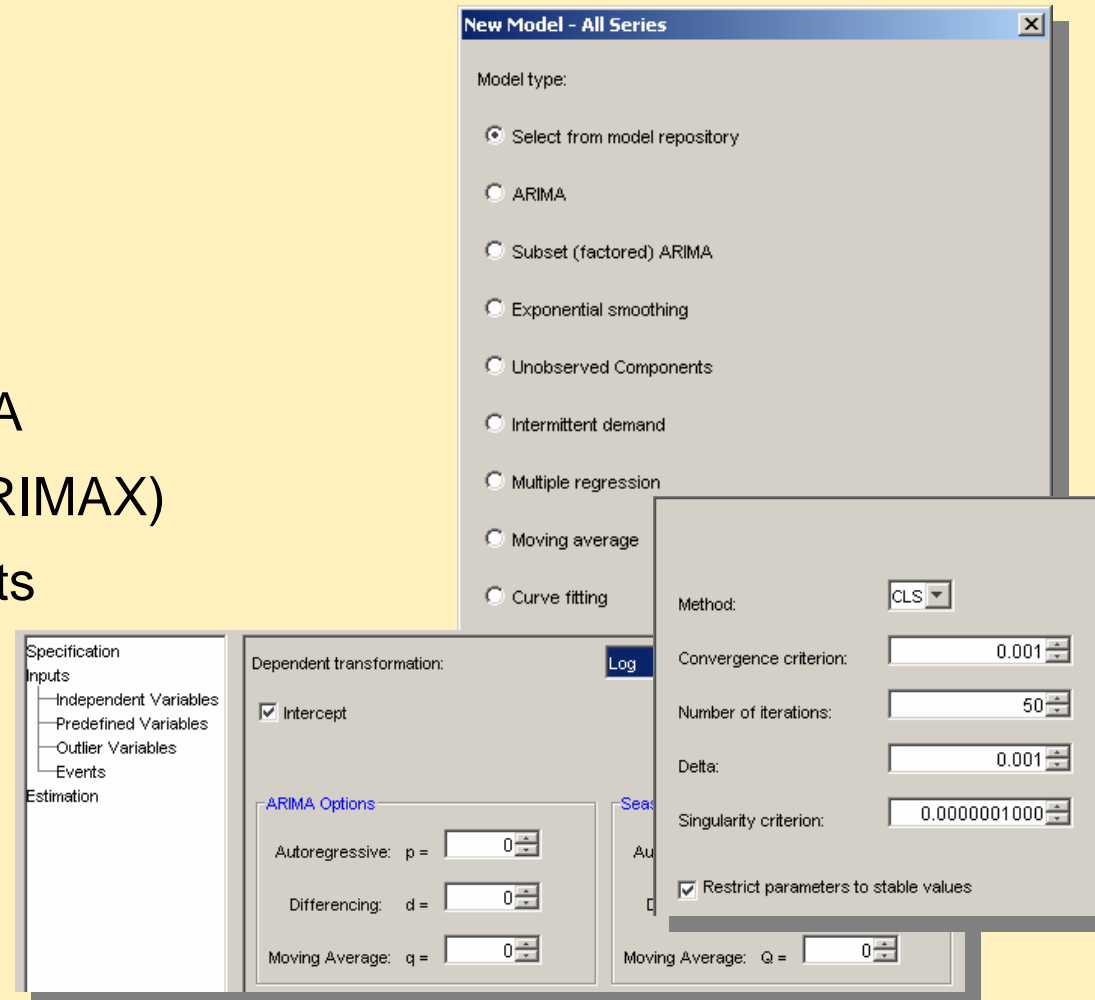 New Model - All Series
Model type:
Select from model repository
ARIMA
Subset (factored) ARIMA
Exponential smoothing
Unobserved Components
Intermittent demand
Multiple regression
Moving average
Curve fitting
A
RIMAX)
ts
Specification
Inputs
Independent Variables
Predefined Variables
Outlier Variables
Events
Estimation
Dependent transformation: Log
Intercept
ARIMA Options
Autoregressive: p = 0
Differencing: d = 0
Moving Average: q = 0
Seas
Au
D
Moving Average: Q = 0
Method: CLS
Convergence criterion: 0.001
Number of iterations: 50
Delta: 0.001
Singularity criterion: 0.0000001000
Restrict parameters to stable values